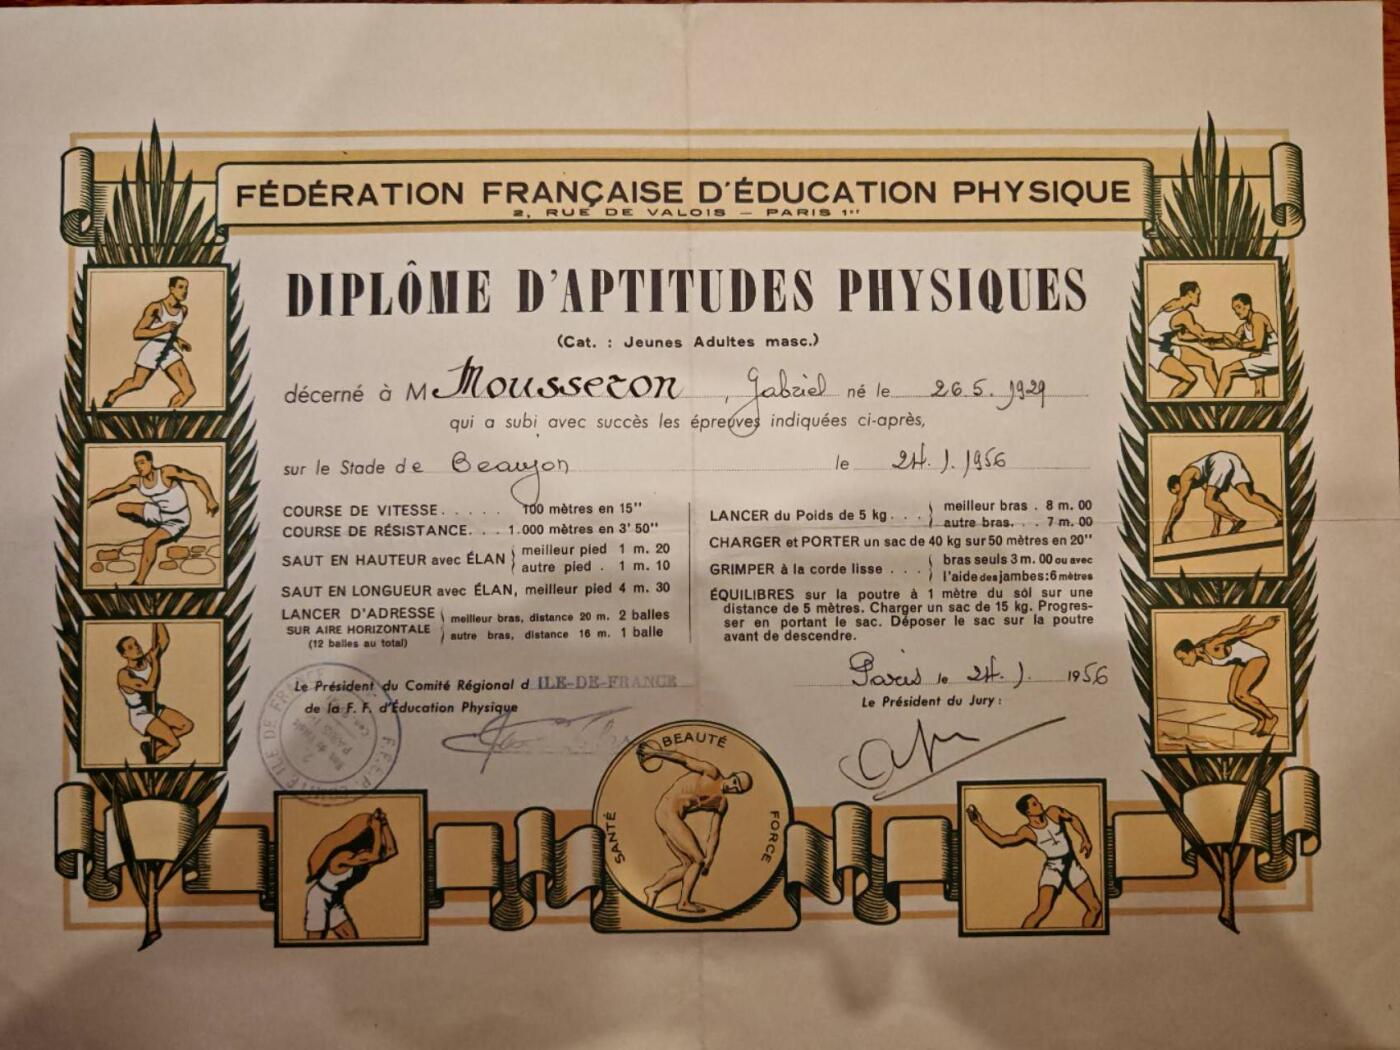 FÉDÉRATION FRANÇAISE D'ÉDUCATION PHYSIQUE
2, RUE DE VALOIS — PARIS 1er
DIPLÔME D'APTITUDES PHYSIQUES
(Cat. : Jeunes Adultes masc.)
décerné à M Mousseron, Gabriel né le 26.5.1929
qui a subi avec succès les épreuves indiquées ci-après,
sur le Stade de Beaujon le 24.1.1956
COURSE DE VITESSE. . . . . . 100 mètres en 15"
COURSE DE RÉSISTANCE. . . 1.000 mètres en 3' 50"
SAUT EN HAUTEUR avec ÉLAN meilleur pied 1 m. 20
autre pied . 1 m. 10
SAUT EN LONGUEUR avec ÉLAN, meilleur pied 4 m. 30
LANCER D'ADRESSE meilleur bras, distance 20 m. 2 balles
SUR AIRE HORIZONTALE autre bras, distance 16 m. 1 balle
(12 balles au total)
LANCER du Poids de 5 kg. . . meilleur bras . 8 m. 00
autre bras. . 7 m. 00
CHARGER et PORTER un sac de 40 kg sur 50 mètres en 20"
GRIMPER à la corde lisse . . . bras seuls 3 m. 00 ou avec
l'aide des jambes : 6 mètres
ÉQUILIBRES sur la poutre à 1 mètre du sol sur une
distance de 5 mètres. Charger un sac de 15 kg. Progres-
ser en portant le sac. Déposer le sac sur la poutre
avant de descendre.
Le Président du Comité Régional d ILE-DE-FRANCE
de la F. F. d'Éducation Physique
Paris le 24.1.1956
Le Président du Jury :
F.F.E.P. COMITÉ ILE DE FRANCE
SANTÉ BEAUTÉ FORCE